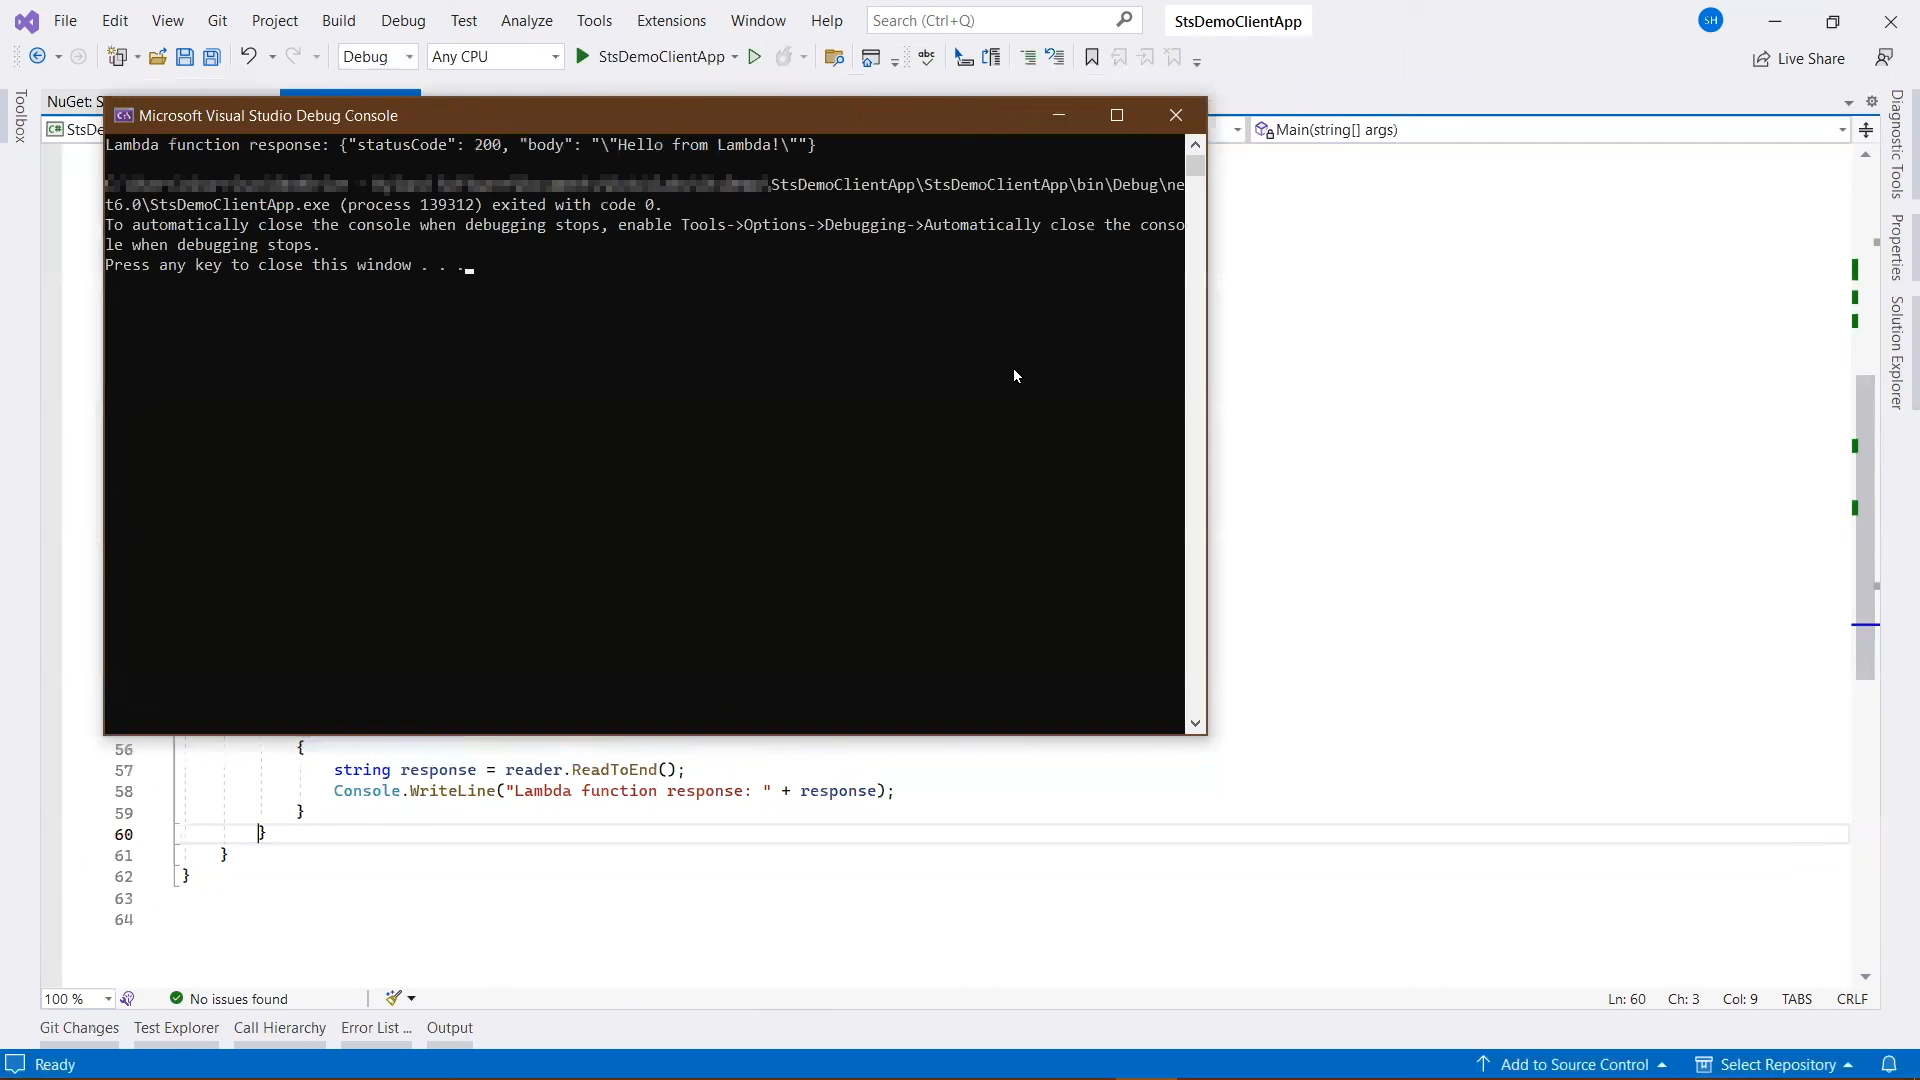 File Edit View Git Project Build Debug Test Analyze Tools Extensions Window Help Search (Ctrl+Q) StsDemoClientApp SH
Debug Any CPU StsDemoClientApp abc Live Share
Toolbox
NuGet: S
C# StsDe
Microsoft Visual Studio Debug Console
Main(string[] args)
Diagnostic Tools
Properties
Solution Explorer
Lambda function response: {"statusCode": 200, "body": "\"Hello from Lambda!\""}
StsDemoClientApp\StsDemoClientApp\bin\Debug\ne
t6.0\StsDemoClientApp.exe (process 139312) exited with code 0.
To automatically close the console when debugging stops, enable Tools->Options->Debugging->Automatically close the conso
le when debugging stops.
Press any key to close this window . . .
56 {
57 string response = reader.ReadToEnd();
58 Console.WriteLine("Lambda function response: " + response);
59 }
60 }
61 }
62 }
63
64
100 % No issues found Ln: 60 Ch: 3 Col: 9 TABS CRLF
Git Changes Test Explorer Call Hierarchy Error List ... Output
Ready Add to Source Control Select Repository